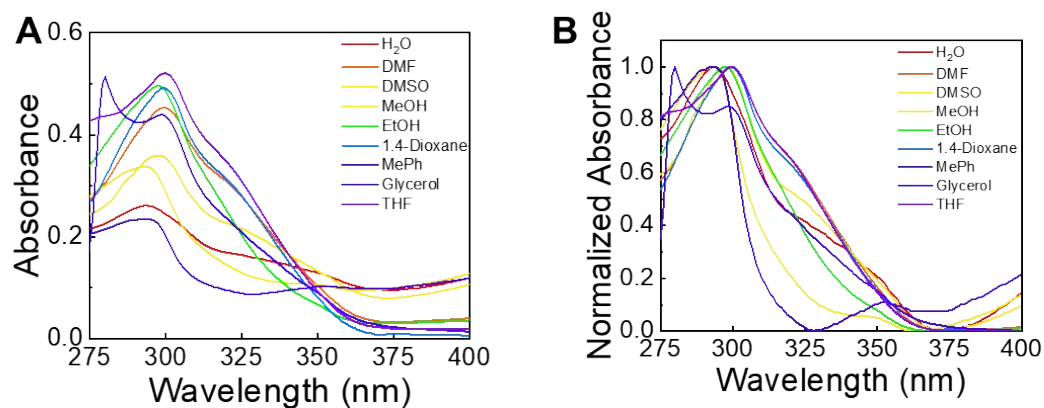 A
0.6
0.4
0.2
0.0
Absorbance
275 300 325 350 375 400
Wavelength (nm)
H2O
DMF
DMSO
MeOH
EtOH
1.4-Dioxane
MePh
Glycerol
THF
B
1.0
0.8
0.6
0.4
0.2
0.0
Normalized Absorbance
275 300 325 350 375 400
Wavelength (nm)
H2O
DMF
DMSO
MeOH
EtOH
1.4-Dioxane
MePh
Glycerol
THF